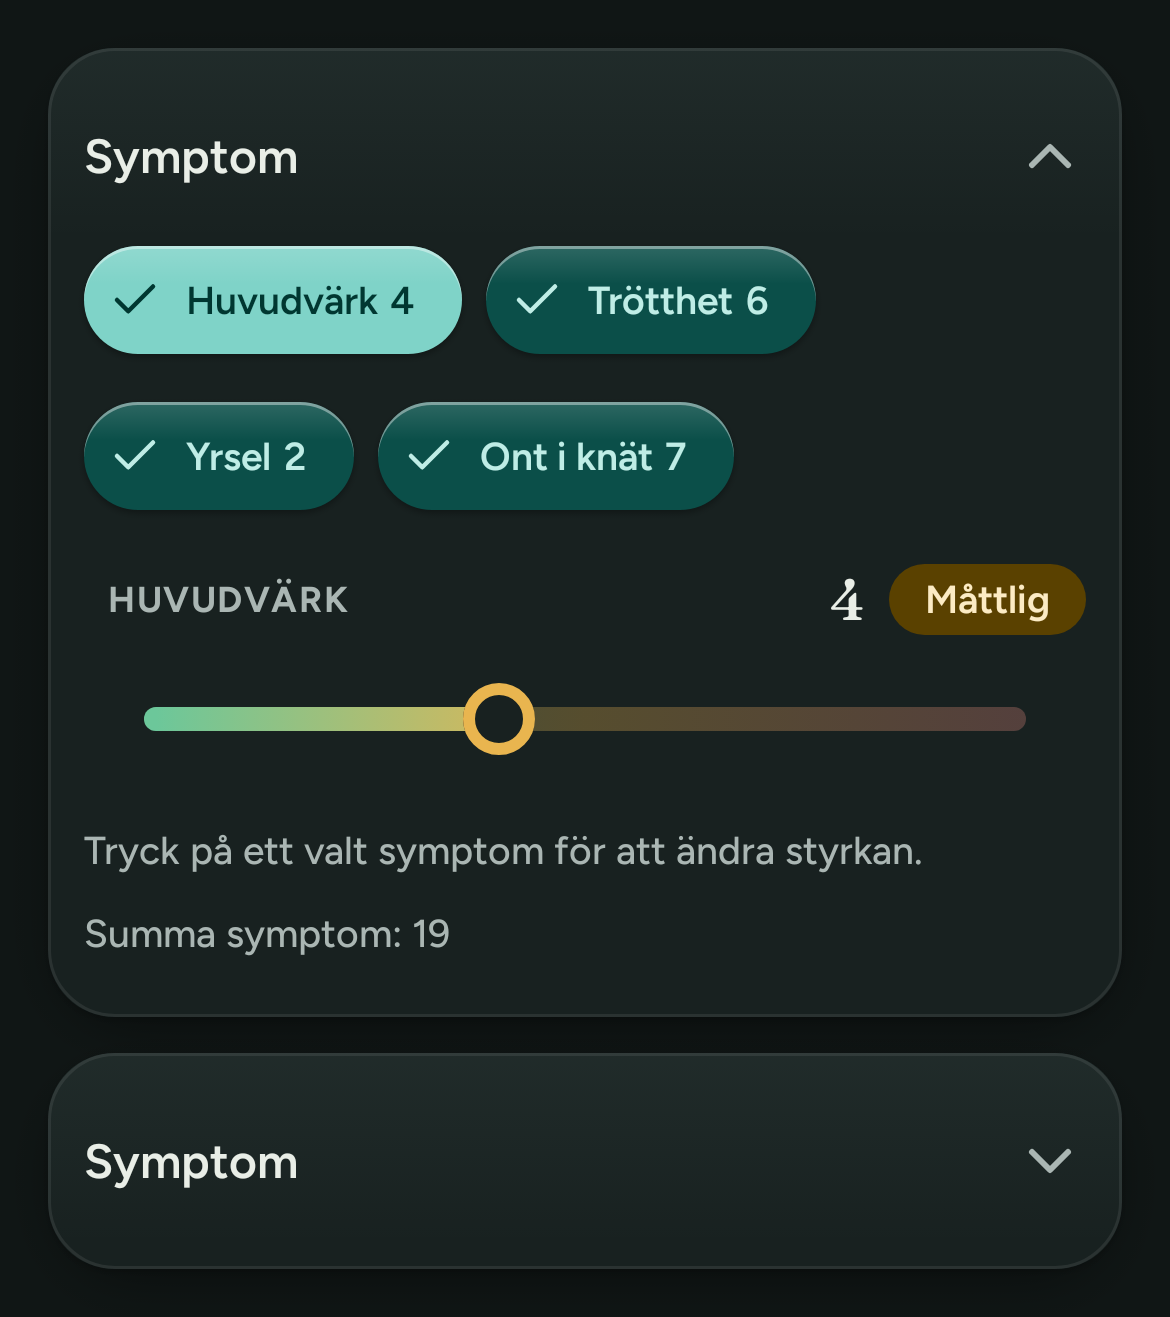 Symptom
Huvudvärk 4
Trötthet 6
Yrsel 2
Ont i knät 7
HUVUDVÄRK 4 Måttlig
Tryck på ett valt symptom för att ändra styrkan.
Summa symptom: 19
Symptom